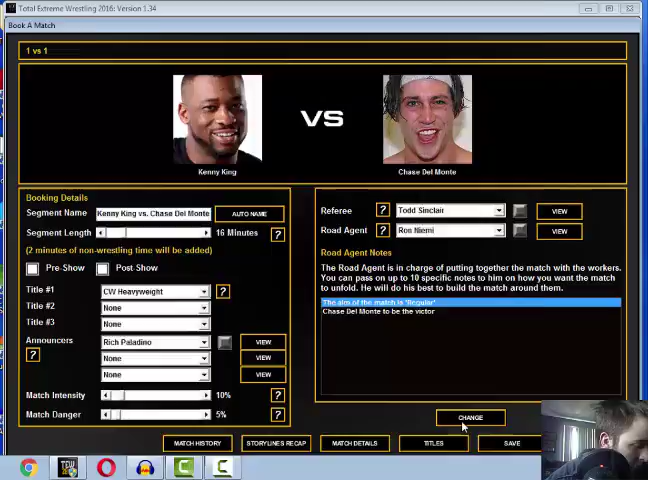 Total Extreme Wrestling 2016: Version 1.34
Book A Match
1 vs 1
VS
Kenny King
Chase Del Monte
Booking Details
Segment Name Kenny King vs. Chase Del Monte AUTO NAME
Segment Length 16 Minutes ?
(2 minutes of non-wrestling time will be added)
Pre-Show Post-Show
Title #1 CW Heavyweight ?
Title #2 None
Title #3 None
Announcers Rich Paladino VIEW
? None VIEW
None VIEW
Match Intensity 10% ?
Match Danger 5% ?
Referee ? Todd Sinclair VIEW
Road Agent ? Ron Niemi VIEW
Road Agent Notes
The Road Agent is in charge of putting together the match with the workers.
You can pass on up to 10 specific notes to him on how you want the match
to unfold. He will do his best to build the match around them.
The aim of the match is 'Regular'
Chase Del Monte to be the victor
CHANGE
MATCH HISTORY STORYLINES RECAP MATCH DETAILS TITLES SAVE